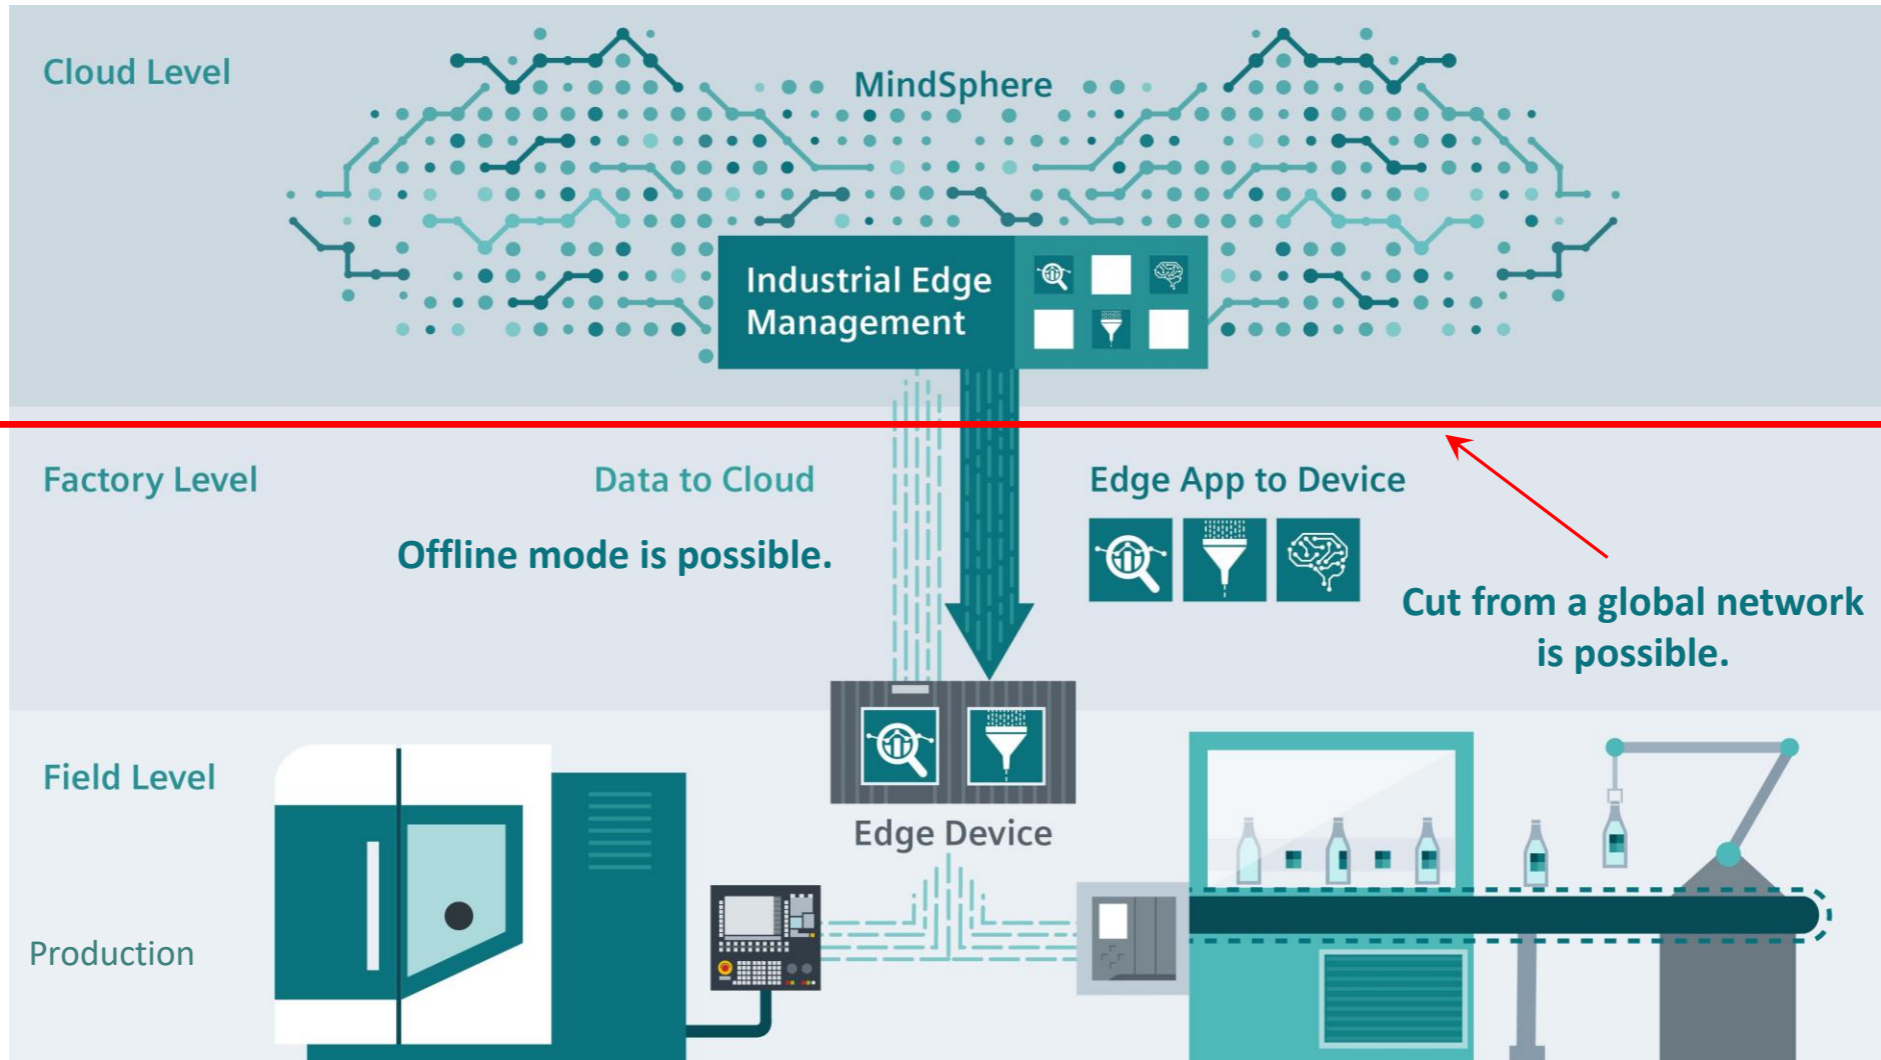 Cloud Level
MindSphere
Industrial Edge
Management
Factory Level
Data to Cloud
Edge App to Device
Offline mode is possible.
Cut from a global network
is possible.
Field Level
Edge Device
Production